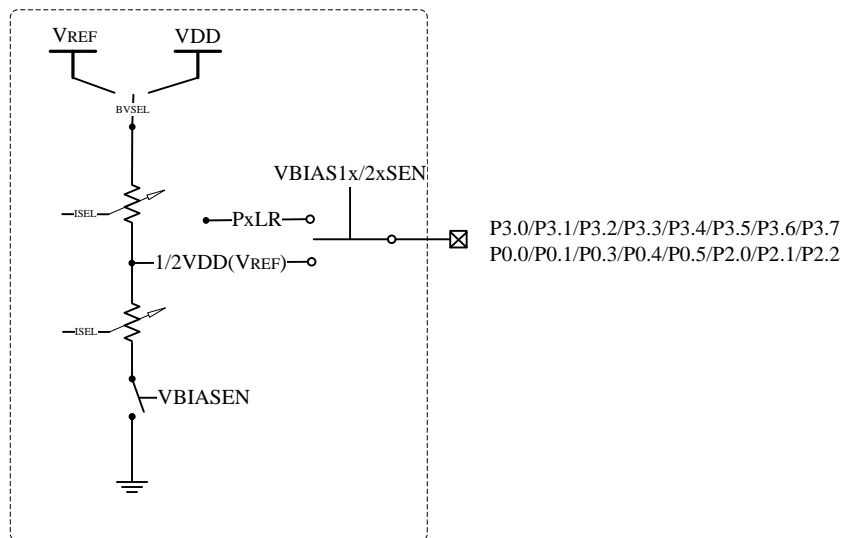 VREF
VDD
BVSEL
VBIAS1x/2xSEN
ISEL
PxLR
P3.0/P3.1/P3.2/P3.3/P3.4/P3.5/P3.6/P3.7
P0.0/P0.1/P0.3/P0.4/P0.5/P2.0/P2.1/P2.2
1/2VDD(VREF)
ISEL
VBIASEN